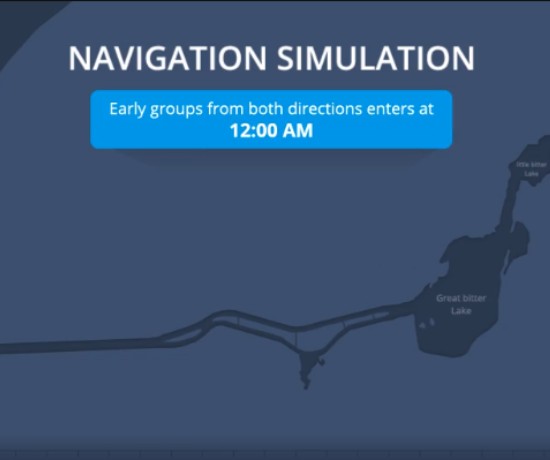 NAVIGATION SIMULATION
Early groups from both directions enters at
12:00 AM
little bitter
Lake
Great bitter
Lake